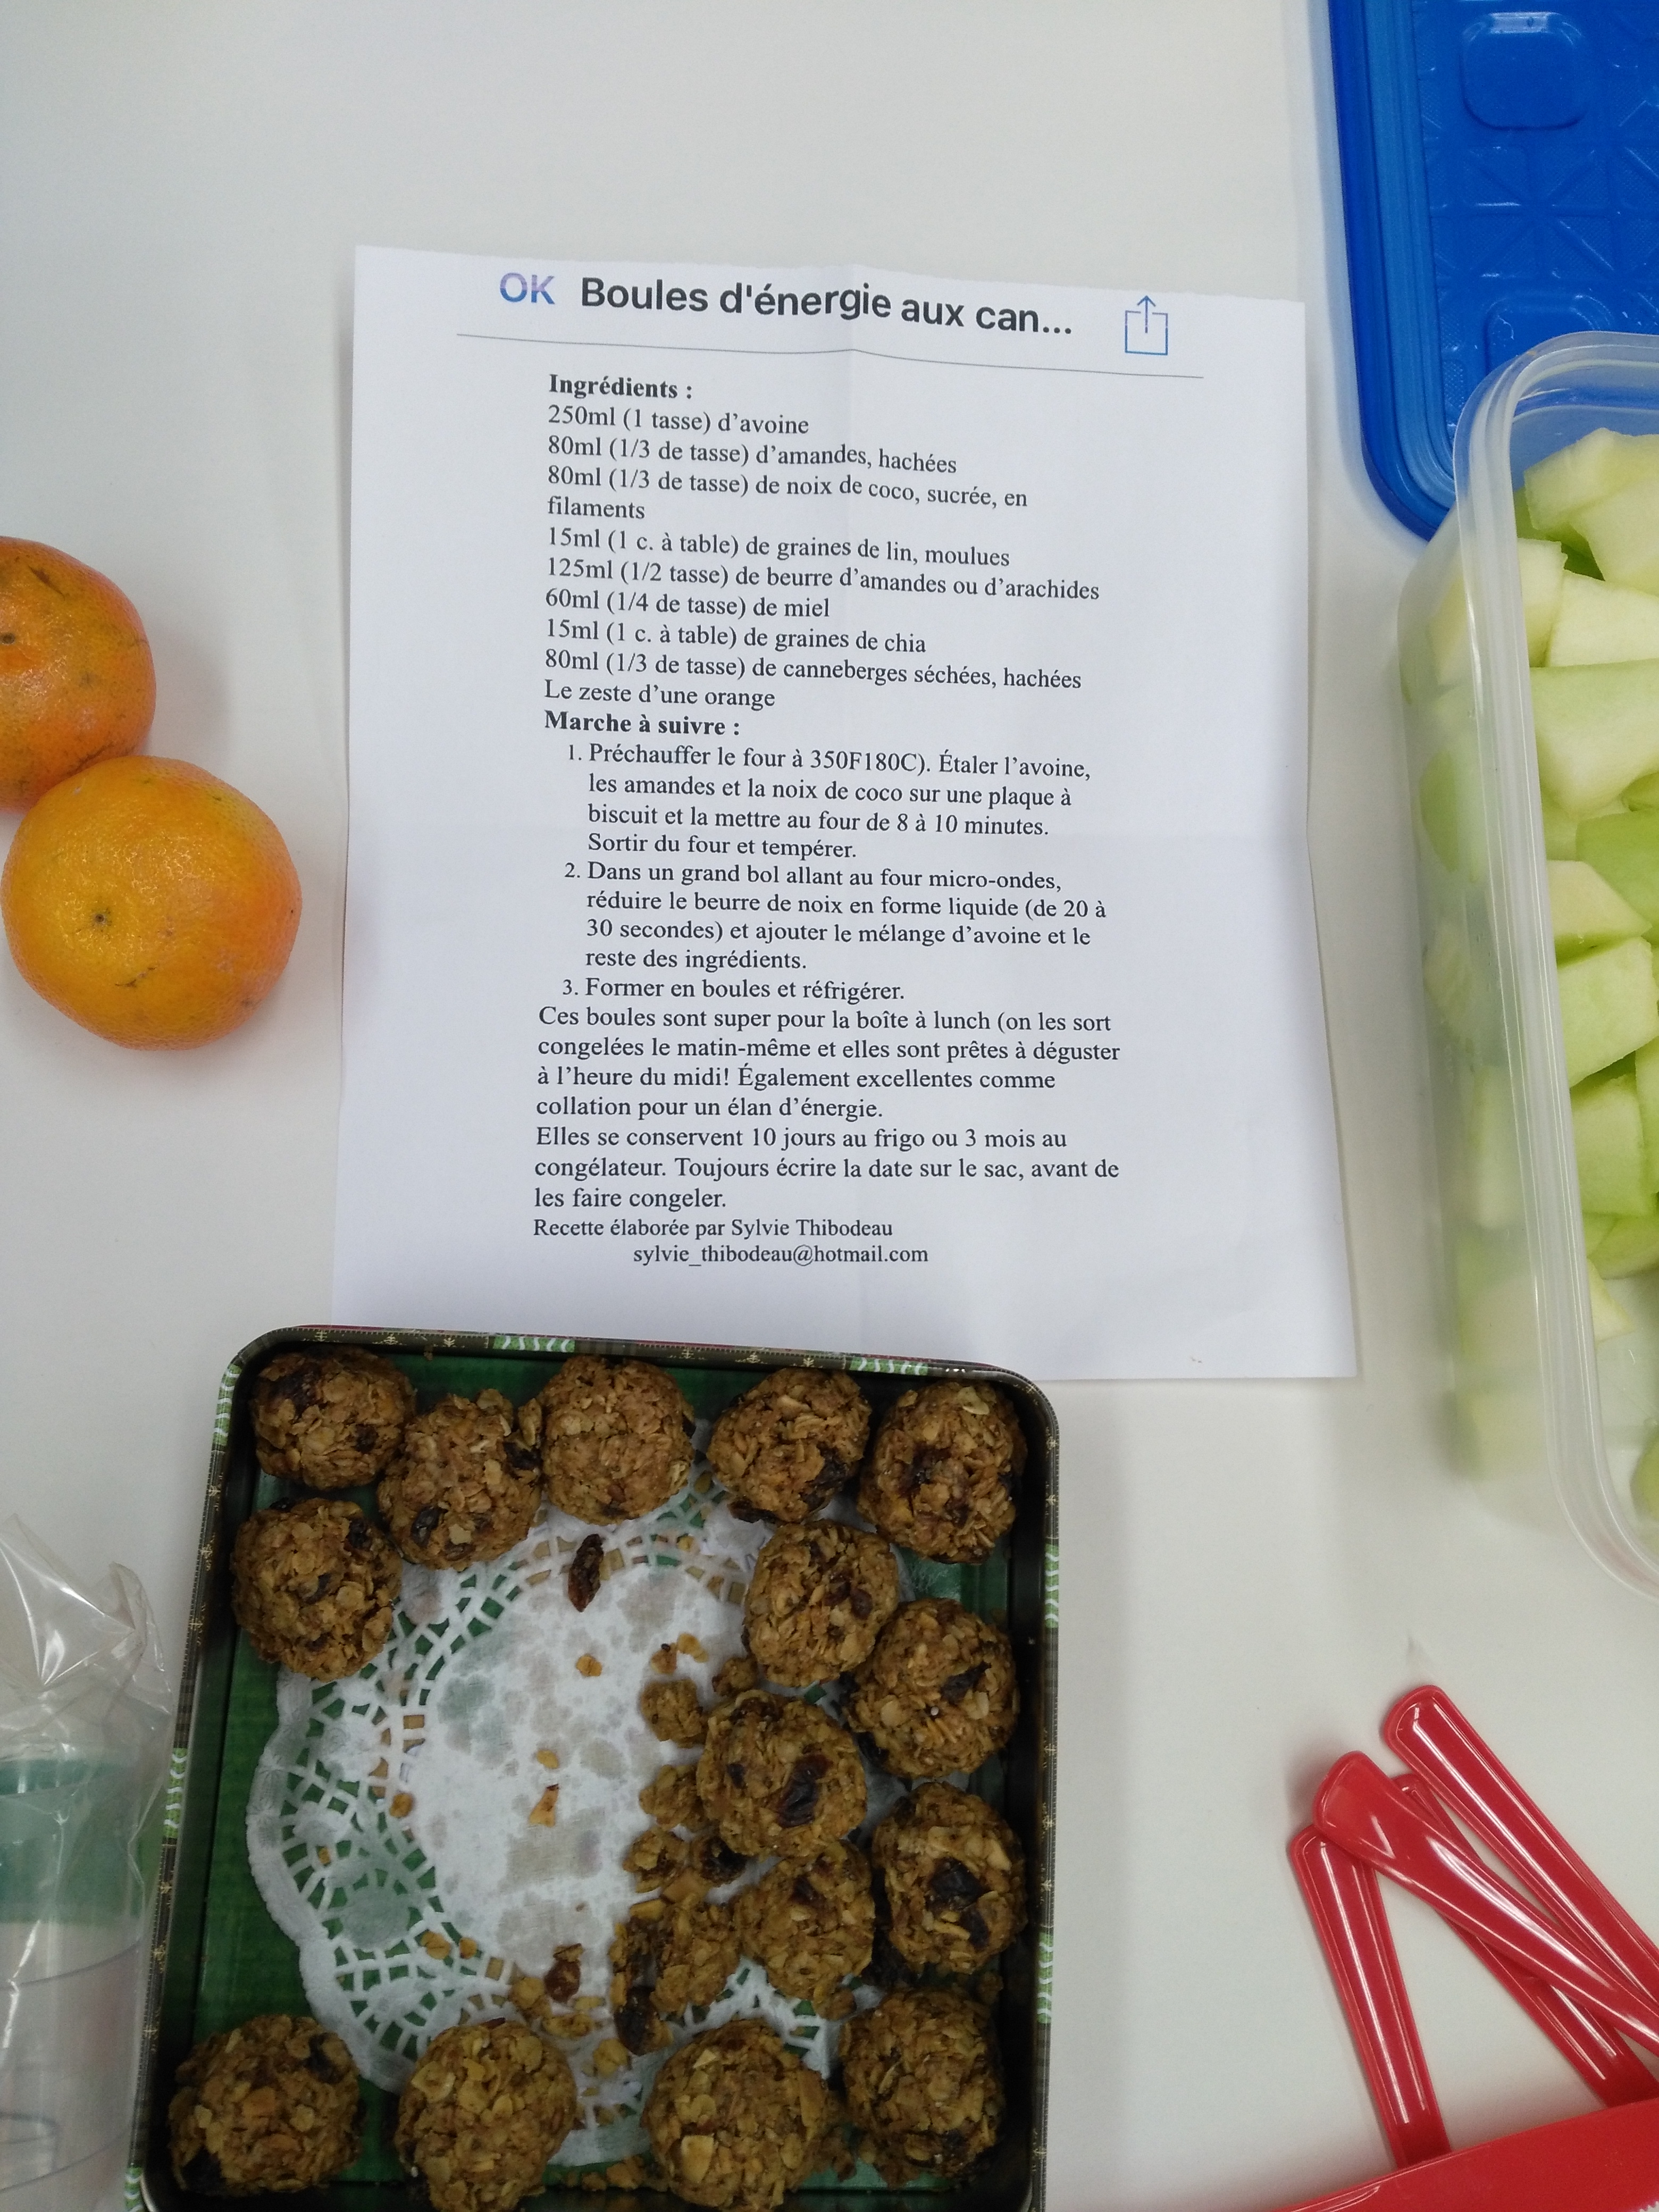 OK Boules d'énergie aux can...
Ingrédients :
250ml (1 tasse) d’avoine
80ml (1/3 de tasse) d’amandes, hachées
80ml (1/3 de tasse) de noix de coco, sucrée, en
filaments
15ml (1 c. à table) de graines de lin, moulues
125ml (1/2 tasse) de beurre d’amandes ou d’arachides
60ml (1/4 de tasse) de miel
15ml (1 c. à table) de graines de chia
80ml (1/3 de tasse) de canneberges séchées, hachées
Le zeste d’une orange
Marche à suivre :
1. Préchauffer le four à 350F180C). Étaler l’avoine,
les amandes et la noix de coco sur une plaque à
biscuit et la mettre au four de 8 à 10 minutes.
Sortir du four et tempérer.
2. Dans un grand bol allant au four micro-ondes,
réduire le beurre de noix en forme liquide (de 20 à
30 secondes) et ajouter le mélange d’avoine et le
reste des ingrédients.
3. Former en boules et réfrigérer.
Ces boules sont super pour la boîte à lunch (on les sort
congelées le matin-même et elles sont prêtes à déguster
à l’heure du midi! Également excellentes comme
collation pour un élan d’énergie.
Elles se conservent 10 jours au frigo ou 3 mois au
congélateur. Toujours écrire la date sur le sac, avant de
les faire congeler.
Recette élaborée par Sylvie Thibodeau
sylvie_thibodeau@hotmail.com